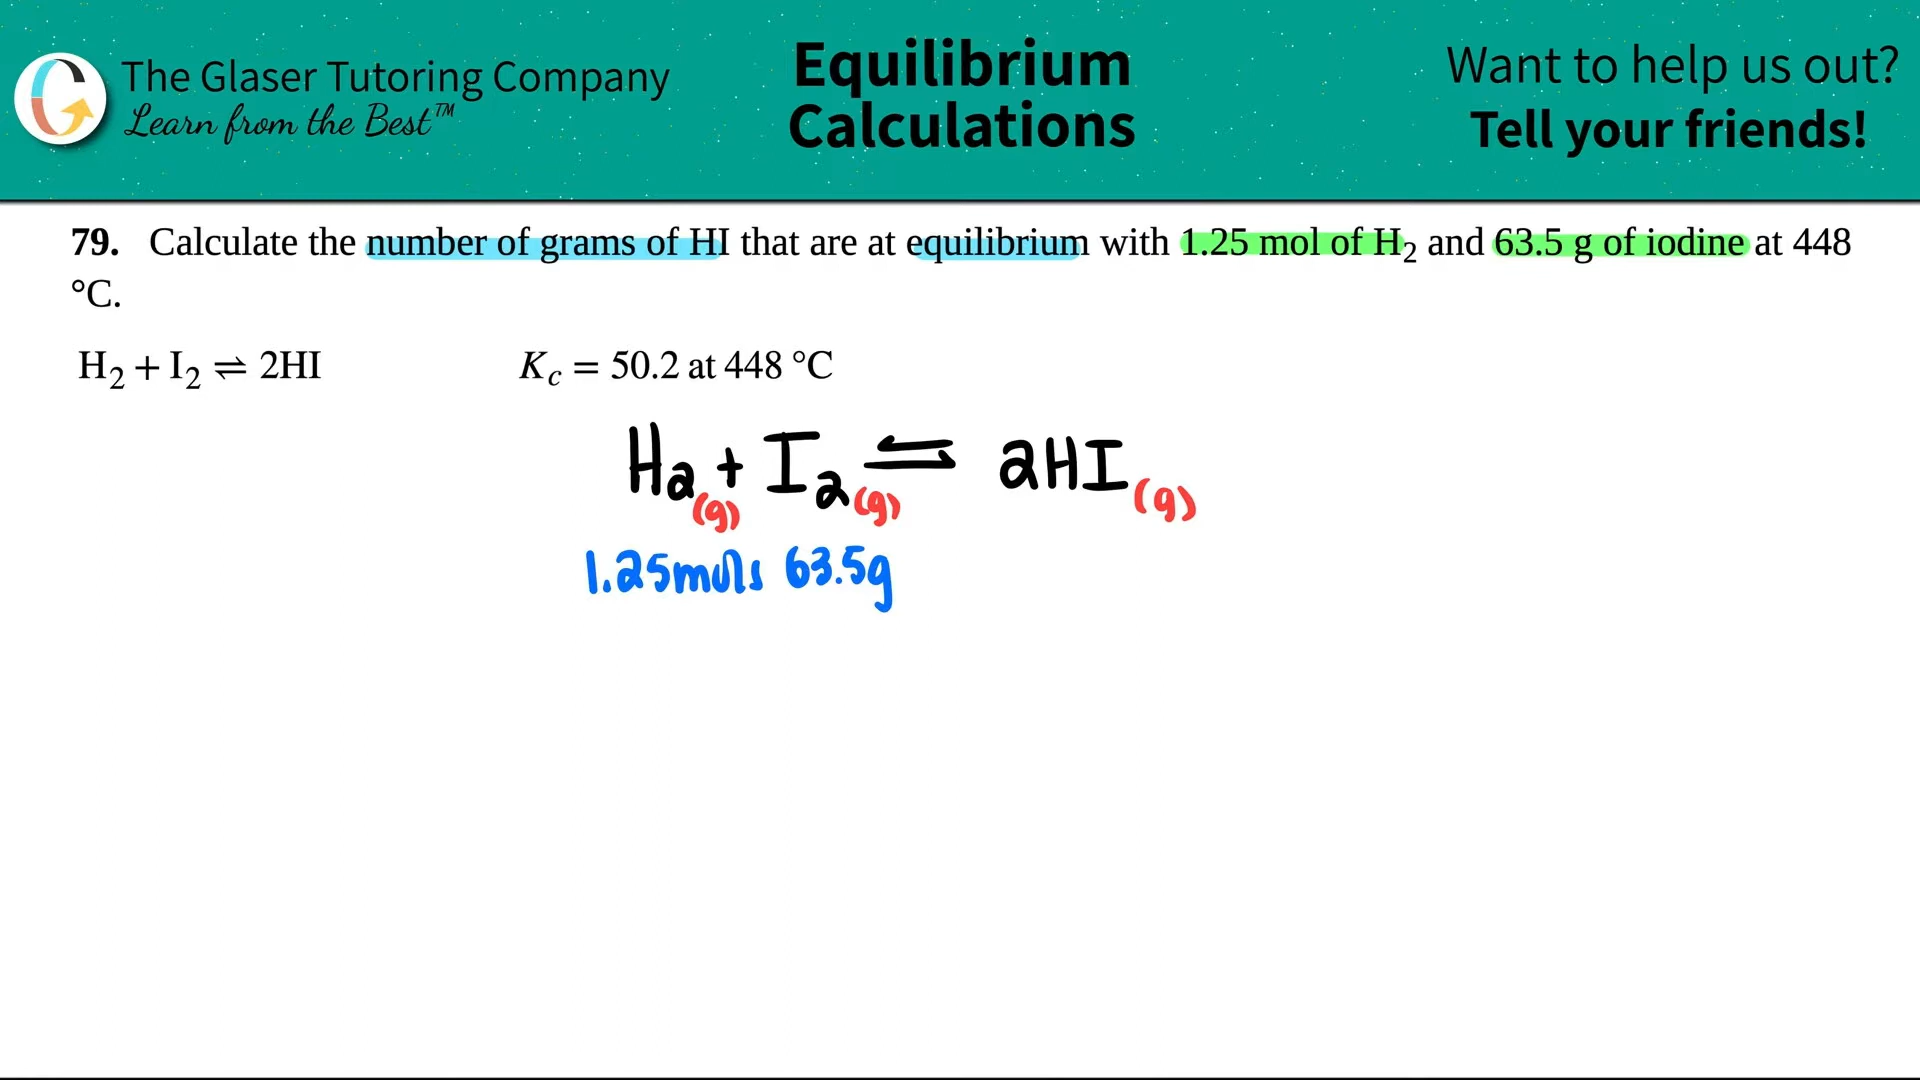 The Glaser Tutoring Company
Learn from the Best™
Equilibrium
Calculations
Want to help us out?
Tell your friends!
79. Calculate the number of grams of HI that are at equilibrium with 1.25 mol of H₂ and 63.5 g of iodine at 448
°C.
H₂ + I₂ ⇌ 2HI K꜀ = 50.2 at 448 °C
H₂(g) + I₂(g) ⇌ 2HI(g)
1.25mols 63.5g